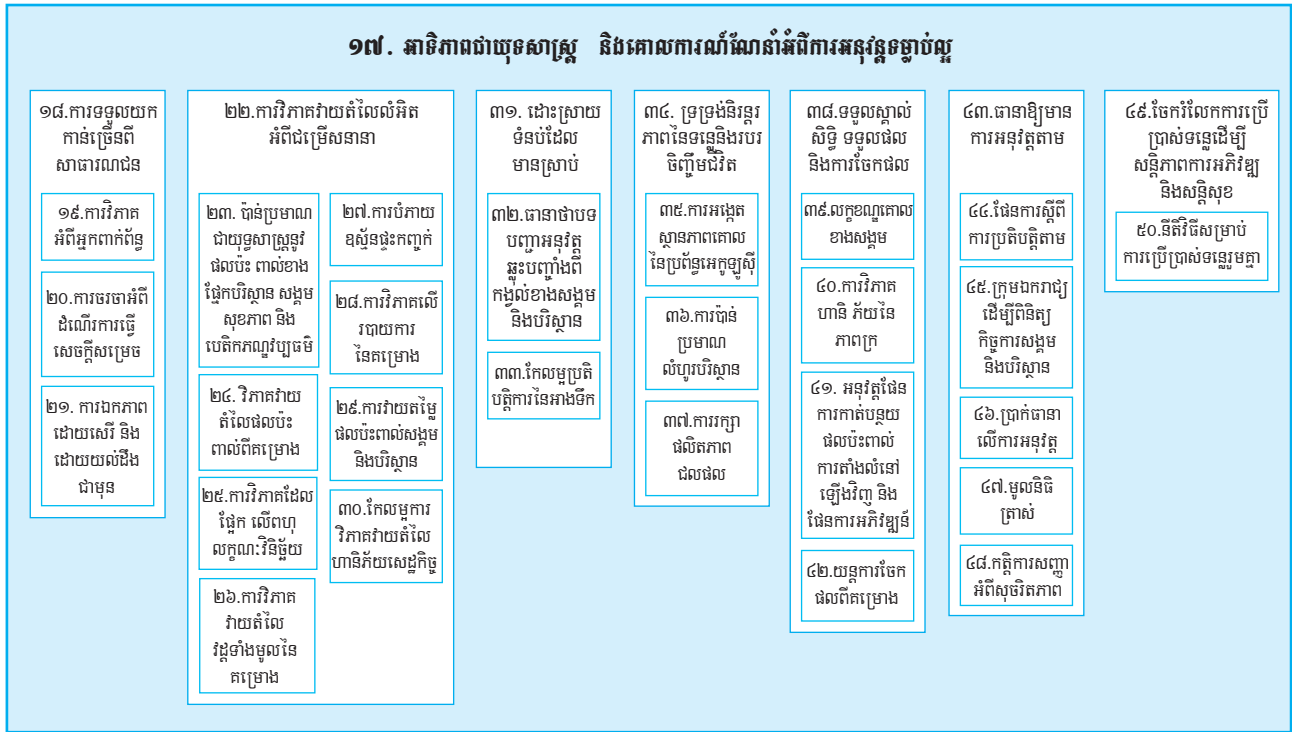 ១៧. អាទិភាពជាយុទសាស្ត្រ និងគោលការណ៍ណែនាំអំពីការអនុវន្តទម្លាប់ល្អ
១៨.ការទទួលយក
កាន់ច្រើនពី
សាធារណជន
១៩.ការវិភាគ
អំពីអ្នកពាក់ព័ន្ធ
២០.ការចរចាអំពី
ដំណើរការធ្វើ
សេចក្តីសម្រេច
២១. ការឯកភាព
ដោយសេរី និង
ដោយយល់ដឹង
ជាមុន
២២.ការវិភាគវាយតំលៃលំអិត
អំពីជម្រើសនានា
២៣. ប៉ាន់ប្រមាណ
ជាយុទ្ធសាស្ត្រនូវ
ផលប៉ះ ពាល់ខាង
ផ្នែកបរិស្ថាន សង្គម
សុខភាព និង
បេតិកភណ្ឌវប្បធម៌
២៤. វិភាគវាយ
តំលៃផលប៉ះ
ពាល់ពីគម្រោង
២៥.ការវិភាគដែល
ផ្អែក លើពហុ
លក្ខណៈវិនិច្ឆ័យ
២៦.ការវិភាគ
វាយតំលៃ
វដ្តទាំងមូលនៃ
គម្រោង
២៧.ការបំភាយ
ឧស្ម័នផ្ទះកញ្ចក់
២៨.ការវិភាគលើ
របាយការ
នៃគម្រោង
២៩.ការវាយតម្លៃ
ផលប៉ះពាល់សង្គម
និងបរិស្ថាន
៣០.កែលម្អការ
វិភាគវាយតំលៃ
ហានិភ័យសេដ្ឋកិច្ច
៣១. ដោះស្រាយ
ទំនប់ដែល
មានស្រាប់
៣២.ធានាថាបទ
បញ្ជាអនុវត្ត
ឆ្លុះបញ្ចាំងពី
កង្វល់ខាងសង្គម
និងបរិស្ថាន
៣៣.កែលម្អប្រតិ
បត្តិការនៃអាងទឹក
៣៤. ទ្រទ្រង់និរន្តរ
ភាពនៃទន្លេនិងរបរ
ចិញ្ចឹមជីវិត
៣៥.ការអង្កេត
ស្ថានភាពគោល
នៃប្រព័ន្ធអេកូឡូស៊ី
៣៦.ការប៉ាន់
ប្រមាណ
លំហូរបរិស្ថាន
៣៧.ការរក្សា
ផលិតភាព
ជលផល
៣៨.ទទួលស្គាល់
សិទ្ធិ ទទួលផល
និងការចែកផល
៣៩.លក្ខខណ្ឌគោល
ខាងសង្គម
៤០.ការវិភាគ
ហានិ ភ័យនៃ
ភាពក្រ
៤១. អនុវត្តផែន
ការកាត់បន្ថយ
ផលប៉ះពាល់
ការតាំងលំនៅ
ឡើងវិញ និង
ផែនការអភិវឌ្ឍន៍
៤២.យន្តការចែក
ផលពីគម្រោង
៤៣.ធានាឱ្យមាន
ការអនុវត្តតាម
៤៤.ផែនការស្តីពី
ការប្រតិបត្តិតាម
៤៥.ក្រុមឯករាជ្យ
ដើម្បីពិនិត្យ
កិច្ចការសង្គម
និងបរិស្ថាន
៤៦.ប្រាក់ធានា
លើការអនុវត្ត
៤៧.មូលនិធិ
ត្រាស់
៤៨.កត្តិការសញ្ញា
អំពីសុចរិតភាព
៤៩.ចែករំលែកការប្រើ
ប្រាស់ទន្លេដើម្បី
សន្តិភាពការអភិវឌ្ឍ
និងសន្តិសុខ
៥០.នីតិវិធីសម្រាប់
ការប្រើប្រាស់ទន្លេរួមគ្នា